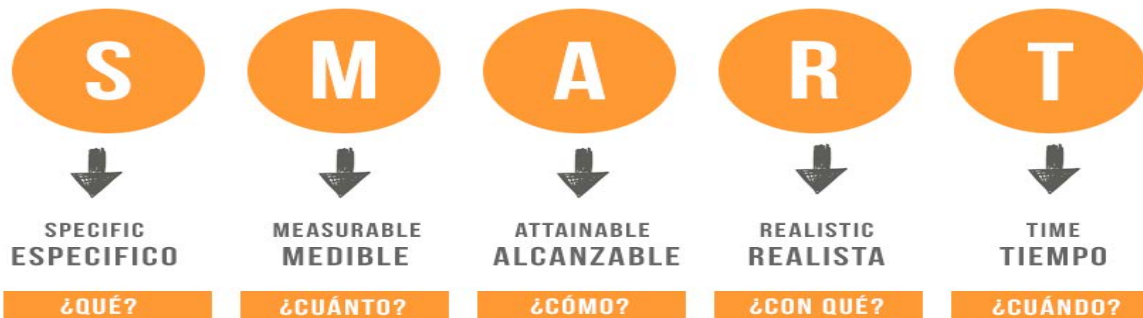 S M A R T
SPECIFIC MEASURABLE ATTAINABLE REALISTIC TIME
ESPECIFICO MEDIBLE ALCANZABLE REALISTA TIEMPO
¿QUÉ? ¿CUÁNTO? ¿CÓMO? ¿CON QUÉ? ¿CUÁNDO?